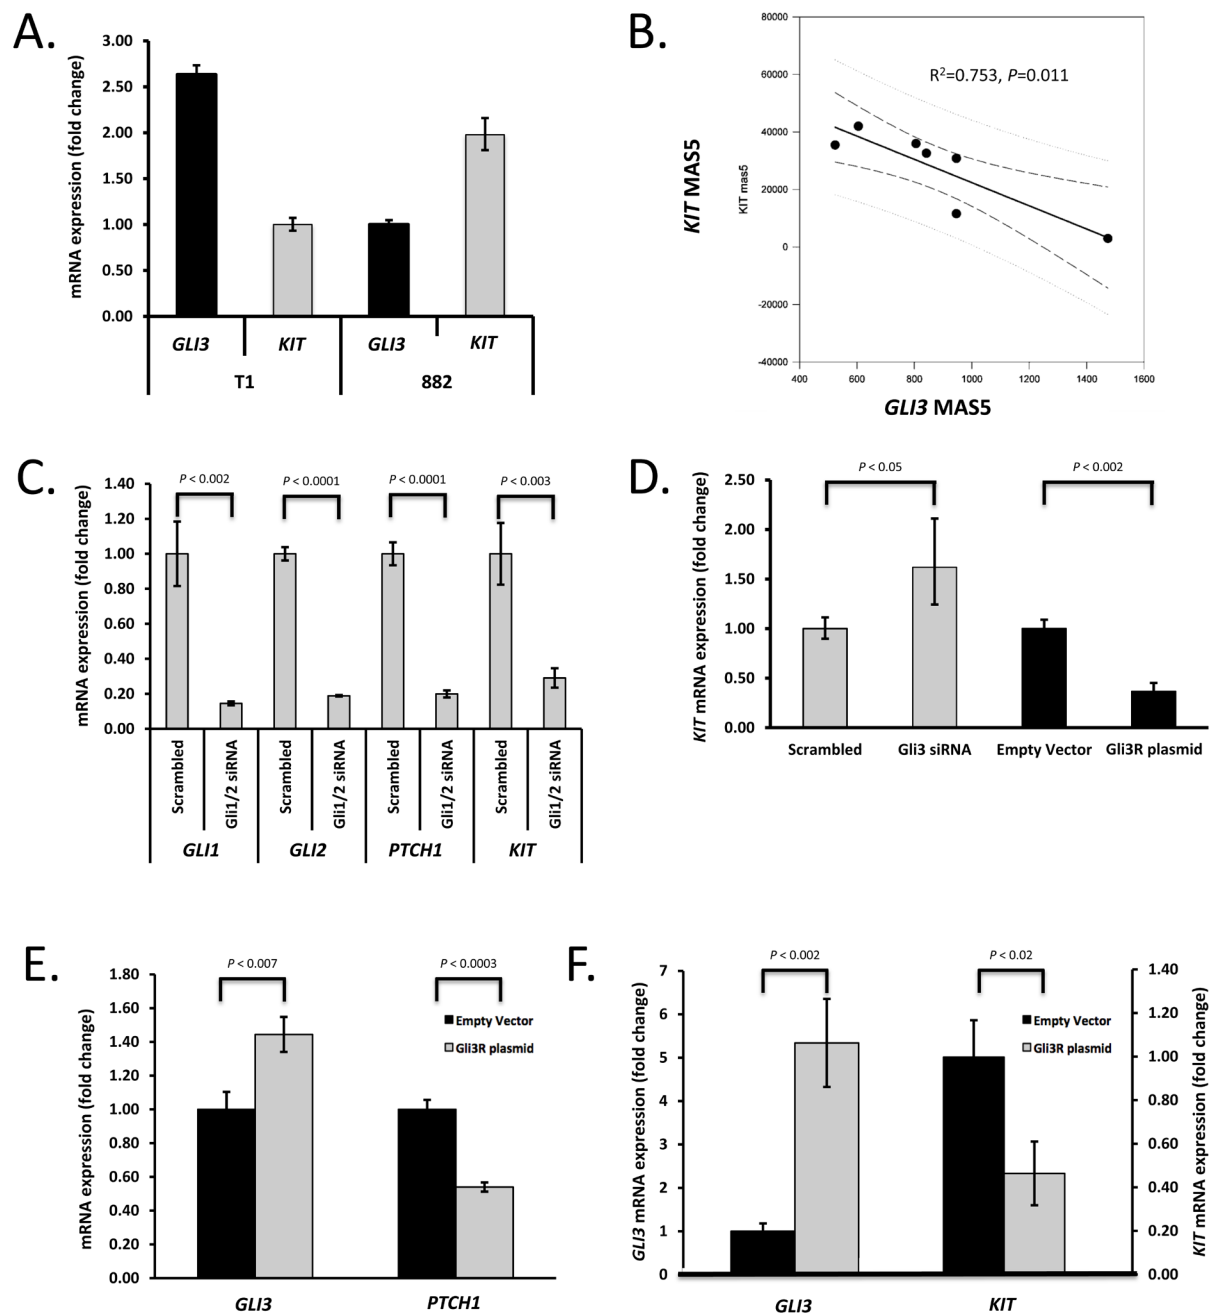 A.
mRNA expression (fold change)
3.00
2.50
2.00
1.50
1.00
0.50
0.00
GLI3 KIT GLI3 KIT
T1 882
B.
KIT MAS5
KIT mas5
80000
60000
40000
20000
0
-20000
-40000
R²=0.753, P=0.011
400 600 800 1000 1200 1400 1600
GLI3 MAS5
C.
mRNA expression (fold change)
1.40
1.20
1.00
0.80
0.60
0.40
0.20
0.00
P < 0.002 P < 0.0001 P < 0.0001 P < 0.003
Scrambled
Gli1/2 siRNA
Scrambled
Gli1/2 siRNA
Scrambled
Gli1/2 siRNA
Scrambled
Gli1/2 siRNA
GLI1 GLI2 PTCH1 KIT
D.
KIT mRNA expression (fold change)
2.50
2.00
1.50
1.00
0.50
0.00
P < 0.05 P < 0.002
Scrambled Gli3 siRNA Empty Vector Gli3R plasmid
E.
mRNA expression (fold change)
1.80
1.60
1.40
1.20
1.00
0.80
0.60
0.40
0.20
0.00
P < 0.007 P < 0.0003
Empty Vector
Gli3R plasmid
GLI3 PTCH1
F.
GLI3 mRNA expression (fold change)
7
6
5
4
3
2
1
0
P < 0.002 P < 0.02
Empty Vector
Gli3R plasmid
1.40
1.20
1.00
0.80
0.60
0.40
0.20
0.00
KIT mRNA expression (fold change)
GLI3 KIT